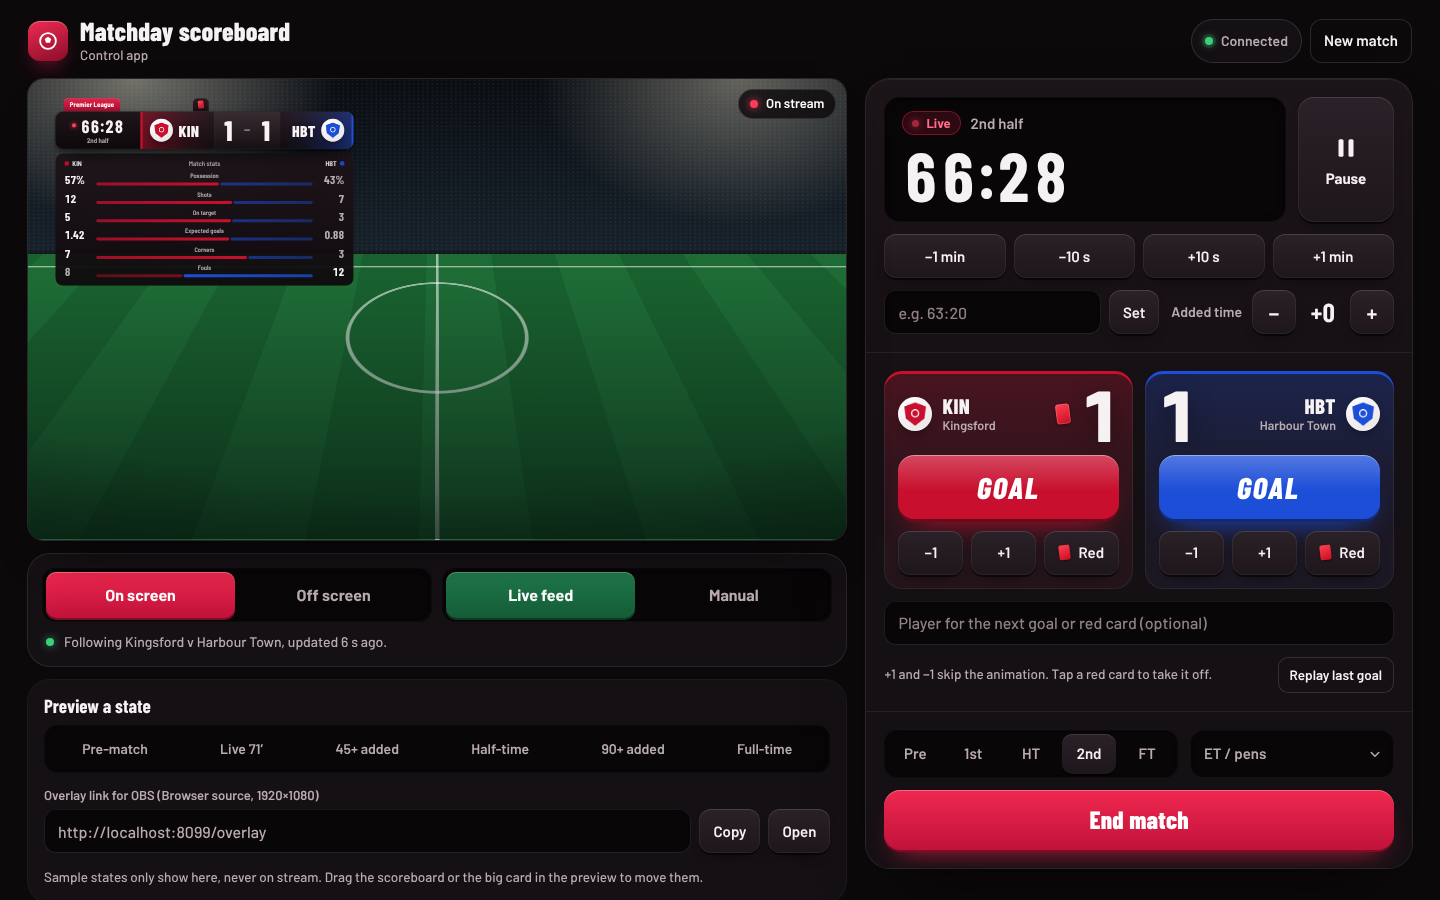 Matchday scoreboard
Control app
Connected
New match
Premier League
66:28
2nd half
KIN
1 - 1
HBT
On stream
KIN Match stats HBT
Possession
57% 43%
Shots
12 7
On target
5 3
Expected goals
1.42 0.88
Corners
7 3
Fouls
8 12
On screen
Off screen
Live feed
Manual
Following Kingsford v Harbour Town, updated 6 s ago.
Preview a state
Pre-match
Live 71'
45+ added
Half-time
90+ added
Full-time
Overlay link for OBS (Browser source, 1920×1080)
http://localhost:8099/overlay
Copy
Open
Sample states only show here, never on stream. Drag the scoreboard or the big card in the preview to move them.
Live
2nd half
66:28
Pause
−1 min
−10 s
+10 s
+1 min
e.g. 63:20
Set
Added time
−
+0
+
KIN
Kingsford
1
1
HBT
Harbour Town
GOAL
GOAL
−1
+1
Red
−1
+1
Red
Player for the next goal or red card (optional)
+1 and −1 skip the animation. Tap a red card to take it off.
Replay last goal
Pre
1st
HT
2nd
FT
ET / pens
End match